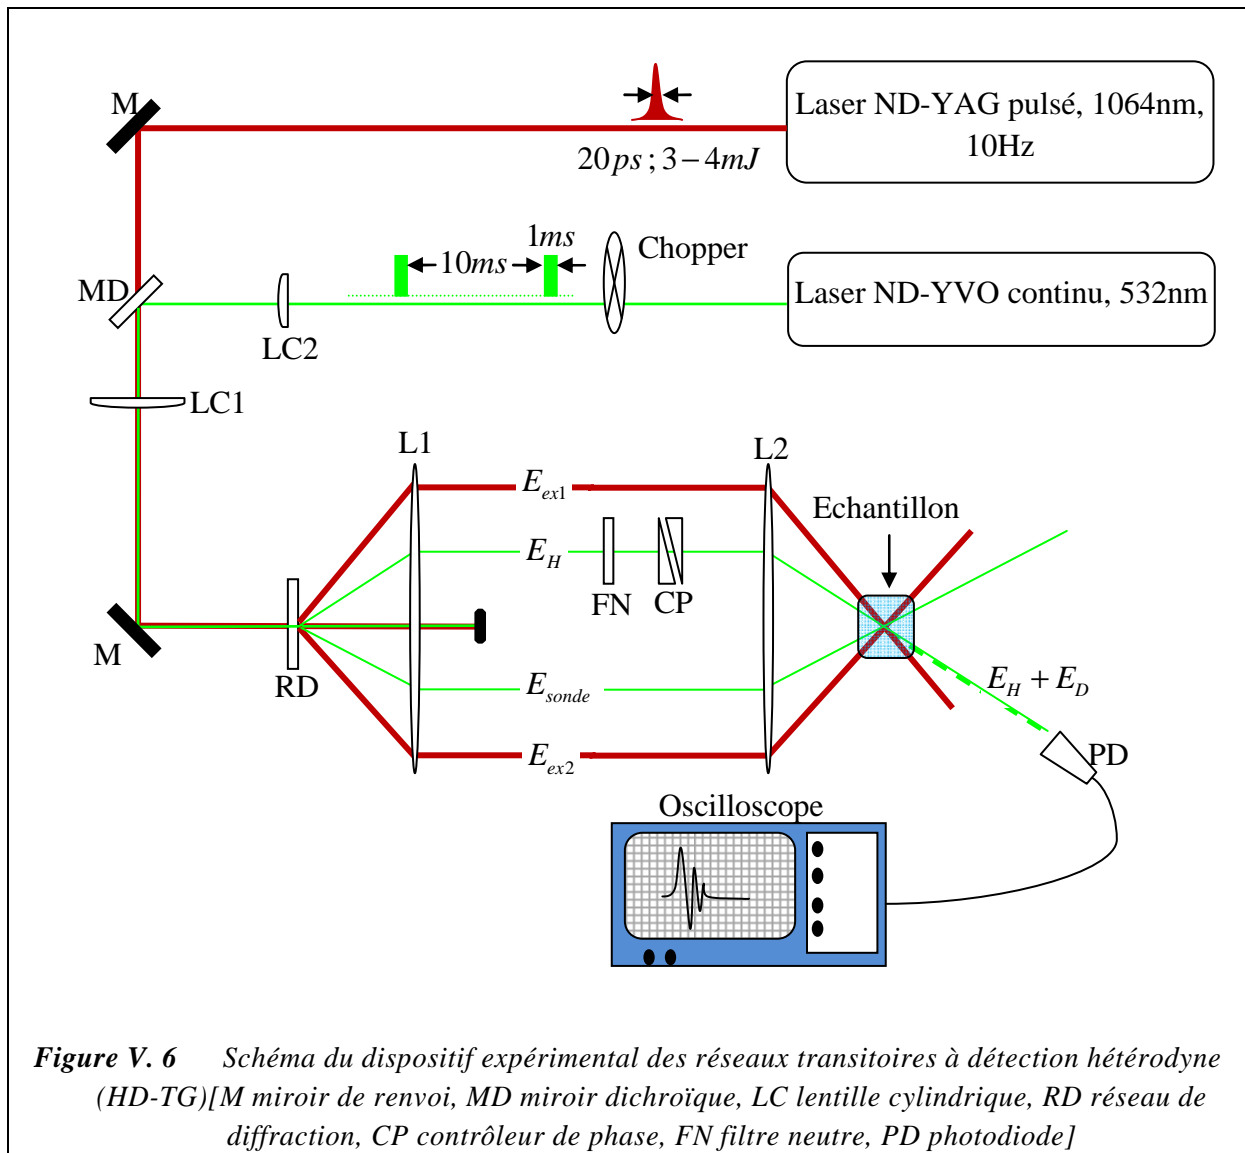 M
Laser ND-YAG pulsé, 1064nm,
10Hz
20ps ; 3 – 4mJ
1ms
10ms
Chopper
MD
LC2
Laser ND-YVO continu, 532nm
LC1
L1
L2
E_ex1
Echantillon
E_H
FN
CP
M
RD
E_sonde
E_H + E_D
E_ex2
PD
Oscilloscope
Figure V. 6 Schéma du dispositif expérimental des réseaux transitoires à détection hétérodyne
(HD-TG)[M miroir de renvoi, MD miroir dichroïque, LC lentille cylindrique, RD réseau de
diffraction, CP contrôleur de phase, FN filtre neutre, PD photodiode]